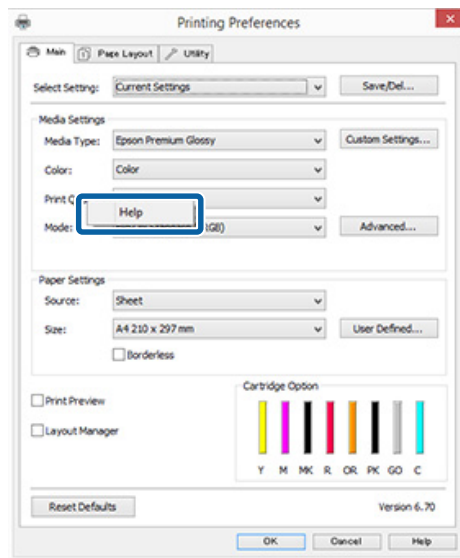 Printing Preferences
Main Page Layout Utility
Select Setting: Current Settings Save/Del...
Media Settings
Media Type: Epson Premium Glossy Custom Settings...
Color: Color
Print Q
Help
Mode: RGB) Advanced...
Paper Settings
Source: Sheet
Size: A4 210 x 297 mm User Defined...
Borderless
Cartridge Option
Print Preview
Layout Manager
Y M MK R OR PK GO C
Reset Defaults Version 6.70
OK Cancel Help